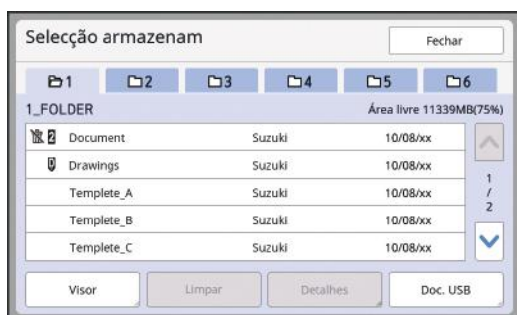 Selecção armazenam
Fechar
1 2 3 4 5 6
1_FOLDER Área livre 11339MB(75%)
2 Document Suzuki 10/08/xx
Drawings Suzuki 10/08/xx
Templete_A Suzuki 10/08/xx
Templete_B Suzuki 10/08/xx
Templete_C Suzuki 10/08/xx
1
/
2
Visor Limpar Detalhes Doc. USB